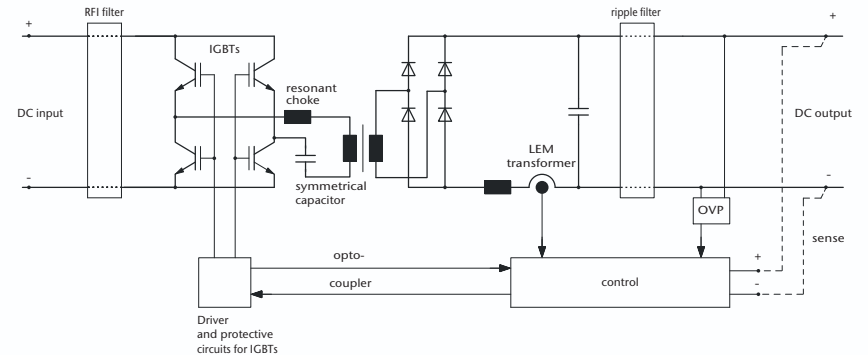 RFI filter
ripple filter
+
+
IGBTs
resonant
choke
DC input
DC output
LEM
transformer
-
-
symmetrical
capacitor
OVP
sense
opto-
+
coupler
control
-
Driver
and protective
circuits for IGBTs